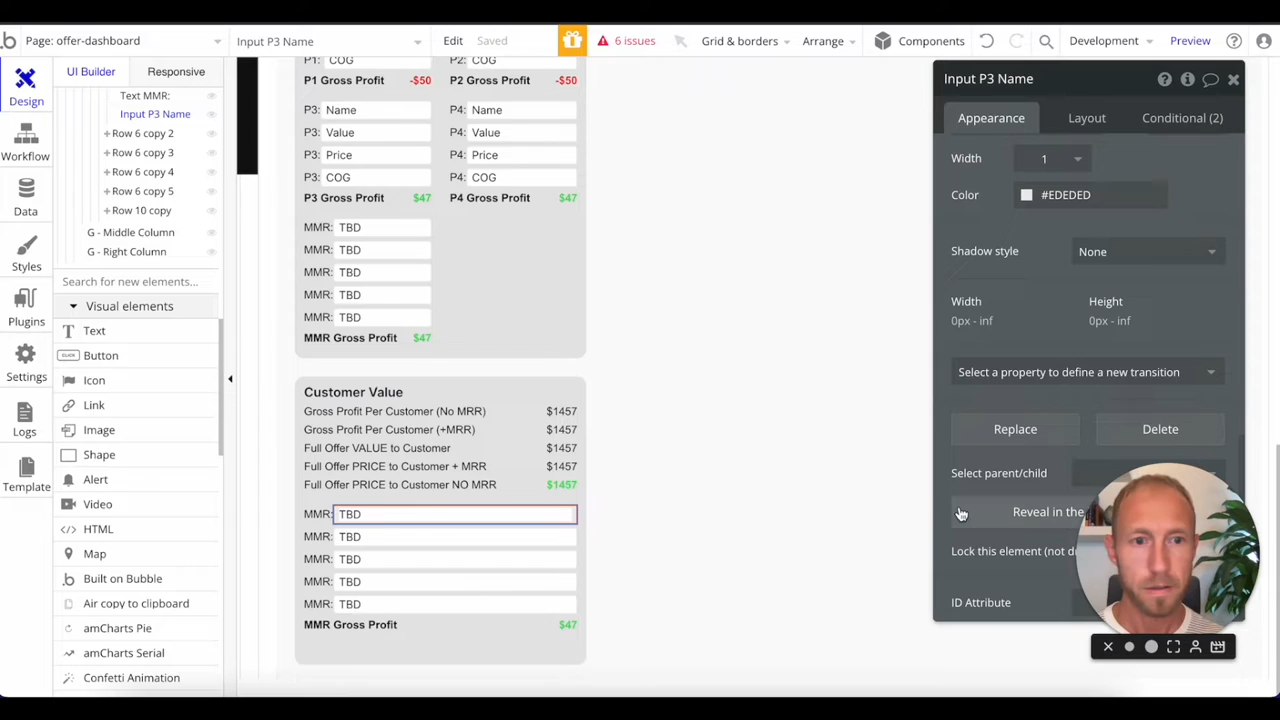 Page: offer-dashboard
Input P3 Name
Edit
Saved
6 issues
Grid & borders
Arrange
Components
Development
Preview
Design
Workflow
Data
Styles
Plugins
Settings
Logs
Template
UI Builder
Responsive
Text MMR:
Input P3 Name
Row 6 copy 2
Row 6 copy 3
Row 6 copy 4
Row 6 copy 5
Row 10 copy
G - Middle Column
G - Right Column
Search for new elements...
Visual elements
Text
CLICK Button
Icon
Link
Image
Shape
Alert
Video
</> HTML
Map
Built on Bubble
Air copy to clipboard
amCharts Pie
amCharts Serial
Confetti Animation
P1: COG P2: COG
P1 Gross Profit -$50 P2 Gross Profit -$50
P3: Name P4: Name
P3: Value P4: Value
P3: Price P4: Price
P3: COG P4: COG
P3 Gross Profit $47 P4 Gross Profit $47
MMR: TBD
MMR: TBD
MMR: TBD
MMR: TBD
MMR: TBD
MMR Gross Profit $47
Customer Value
Gross Profit Per Customer (No MRR) $1457
Gross Profit Per Customer (+MRR) $1457
Full Offer VALUE to Customer $1457
Full Offer PRICE to Customer + MRR $1457
Full Offer PRICE to Customer NO MRR $1457
MMR: TBD
MMR: TBD
MMR: TBD
MMR: TBD
MMR: TBD
MMR Gross Profit $47
Input P3 Name
Appearance Layout Conditional (2)
Width 1
Color #EDEDED
Shadow style None
Width Height
0px - inf 0px - inf
Select a property to define a new transition
Replace Delete
Select parent/child
Reveal in the
Lock this element (not
ID Attribute